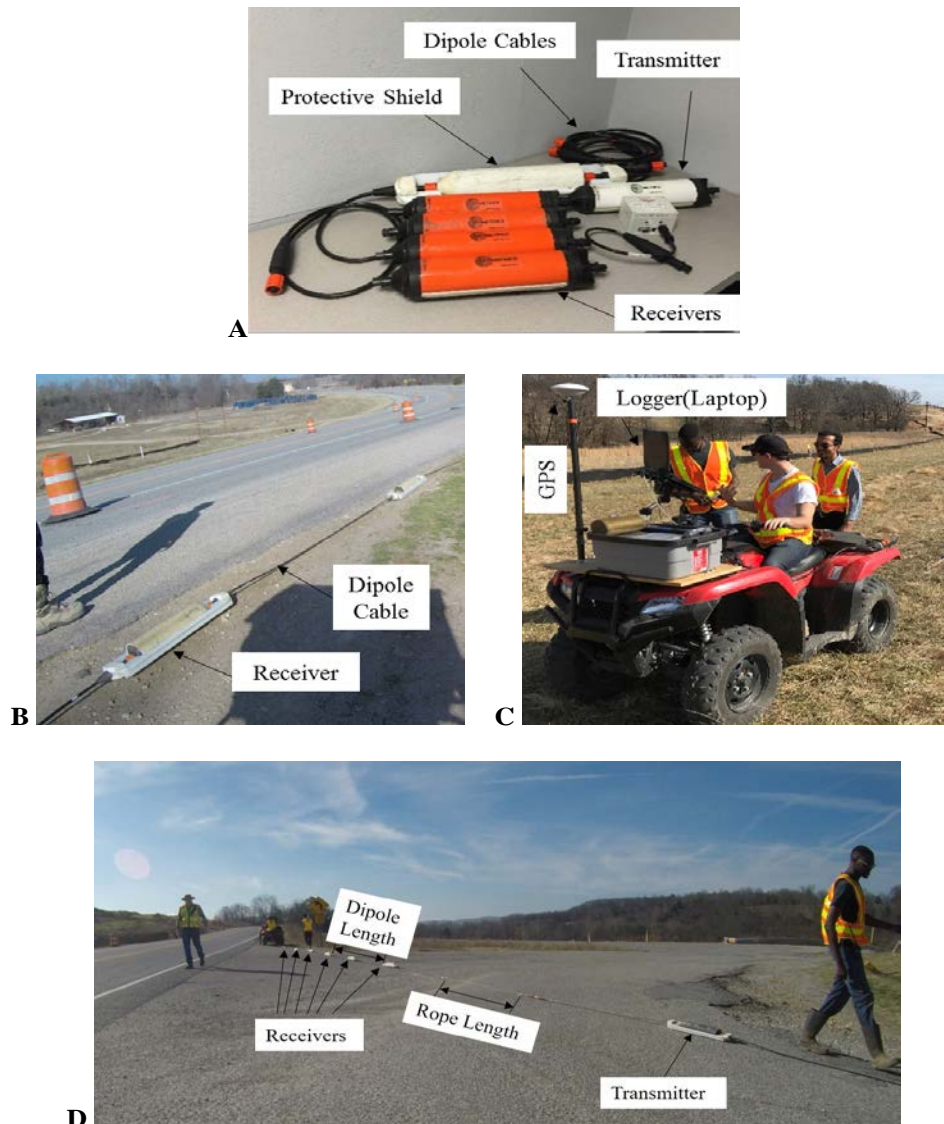 Dipole Cables
Transmitter
Protective Shield
Receivers
A
Logger(Laptop)
GPS
Dipole
Cable
Receiver
B
C
Dipole
Length
Rope Length
Receivers
Transmitter
D